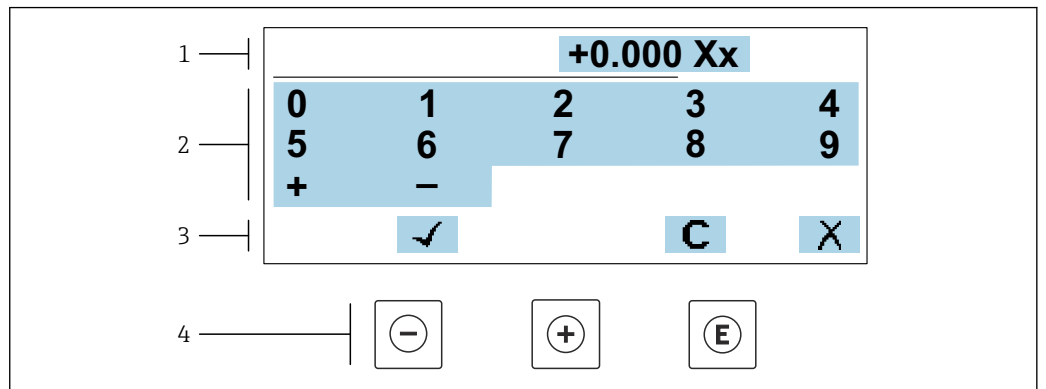 1 +0.000 Xx
0 1 2 3 4
2 5 6 7 8 9
+ −
3 ✓ C X
4 − + E